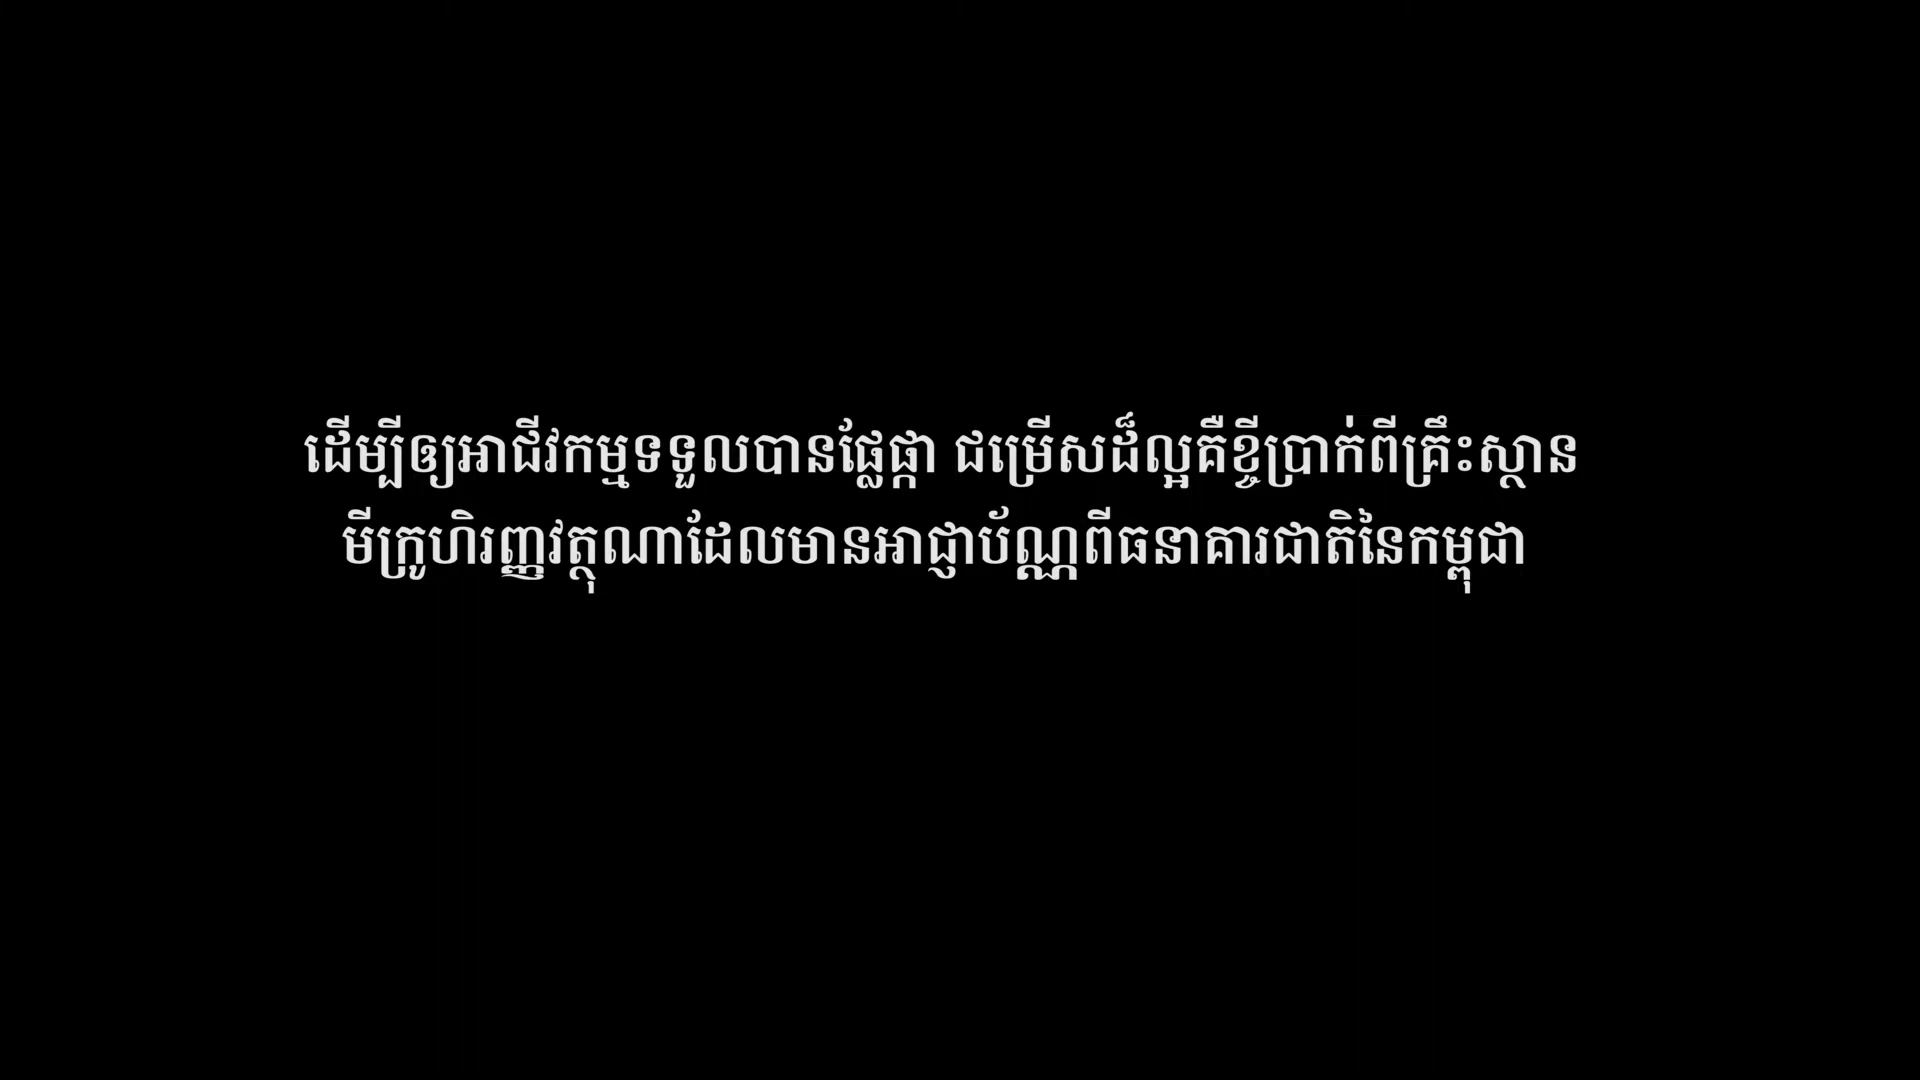 ដើម្បីឲ្យអាជីវកម្មទទួលបានផ្លែផ្កា ជម្រើសដ៏ល្អគឺខ្ចីប្រាក់ពីគ្រឹះស្ថាន
មីក្រូហិរញ្ញវត្ថុណាដែលមានអាជ្ញាប័ណ្ណពីធនាគារជាតិនៃកម្ពុជា